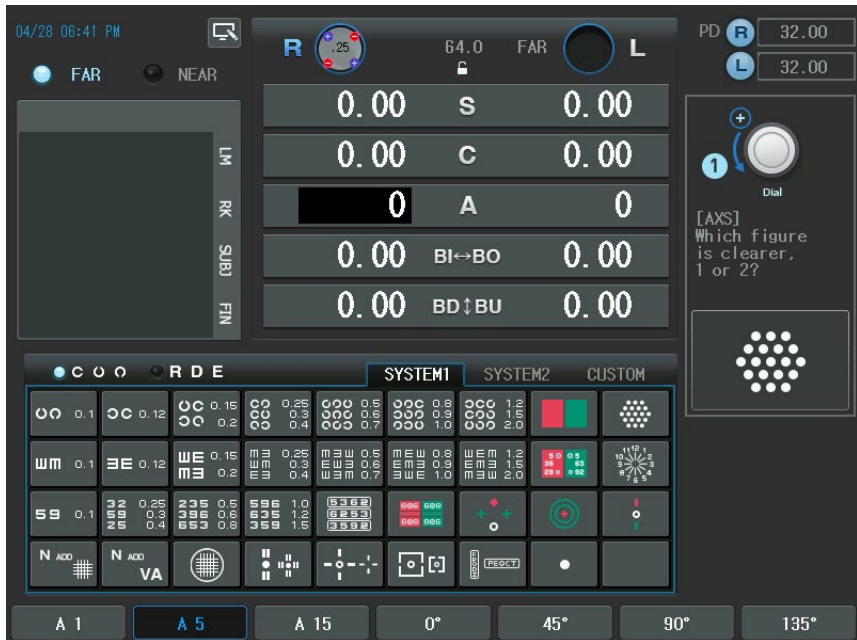 04/28 06:41 PM
FAR NEAR
LM
RK
SUBJ
FIN
R .25 64.0 FAR L
0.00 S 0.00
0.00 C 0.00
0 A 0
0.00 BI↔BO 0.00
0.00 BD↕BU 0.00
PD R 32.00
L 32.00
+
1
Dial
[AXS]
Which figure
is clearer,
1 or 2?
R D E
SYSTEM1 SYSTEM2 CUSTOM
0.1
0.12
0.15
0.2
0.25
0.3
0.4
0.5
0.6
0.7
0.8
0.9
1.0
1.2
1.5
2.0
0.1
0.12
0.15
0.2
0.25
0.3
0.4
0.5
0.6
0.7
0.8
0.9
1.0
1.2
1.5
2.0
59 0.1
32 0.25
59 0.3
25 0.4
235 0.5
396 0.6
653 0.8
596 1.0
635 1.2
359 1.5
5362
6253
3592
N ADD
N ADD
VA
PEOCT
A 1
A 5
A 15
0°
45°
90°
135°